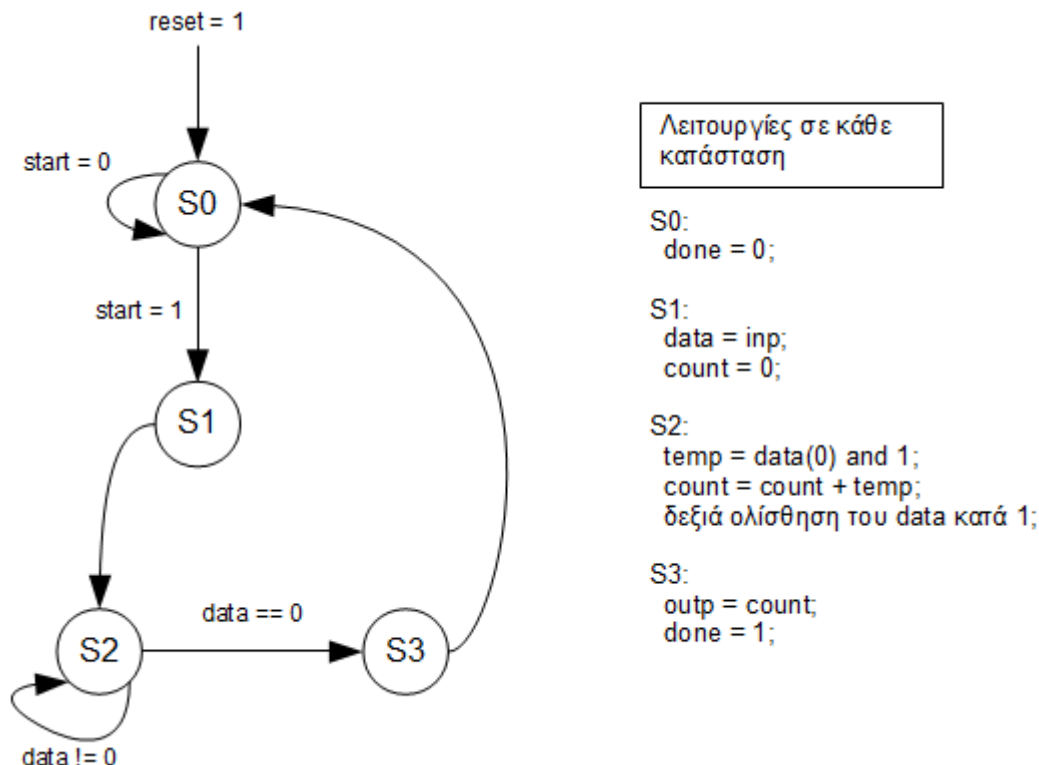 reset = 1
start = 0
S0
start = 1
S1
data == 0
S2
S3
data != 0
Λειτουργίες σε κάθε
κατάσταση
S0:
done = 0;
S1:
data = inp;
count = 0;
S2:
temp = data(0) and 1;
count = count + temp;
δεξιά ολίσθηση του data κατά 1;
S3:
outp = count;
done = 1;